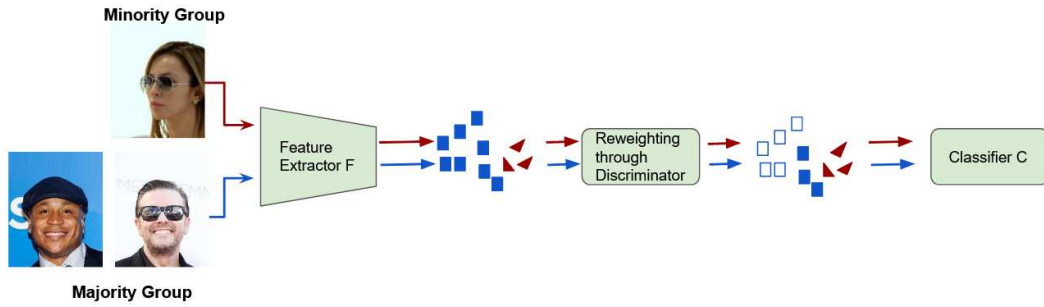 Minority Group
Feature
Extractor F
Reweighting
through
Discriminator
Classifier C
Majority Group